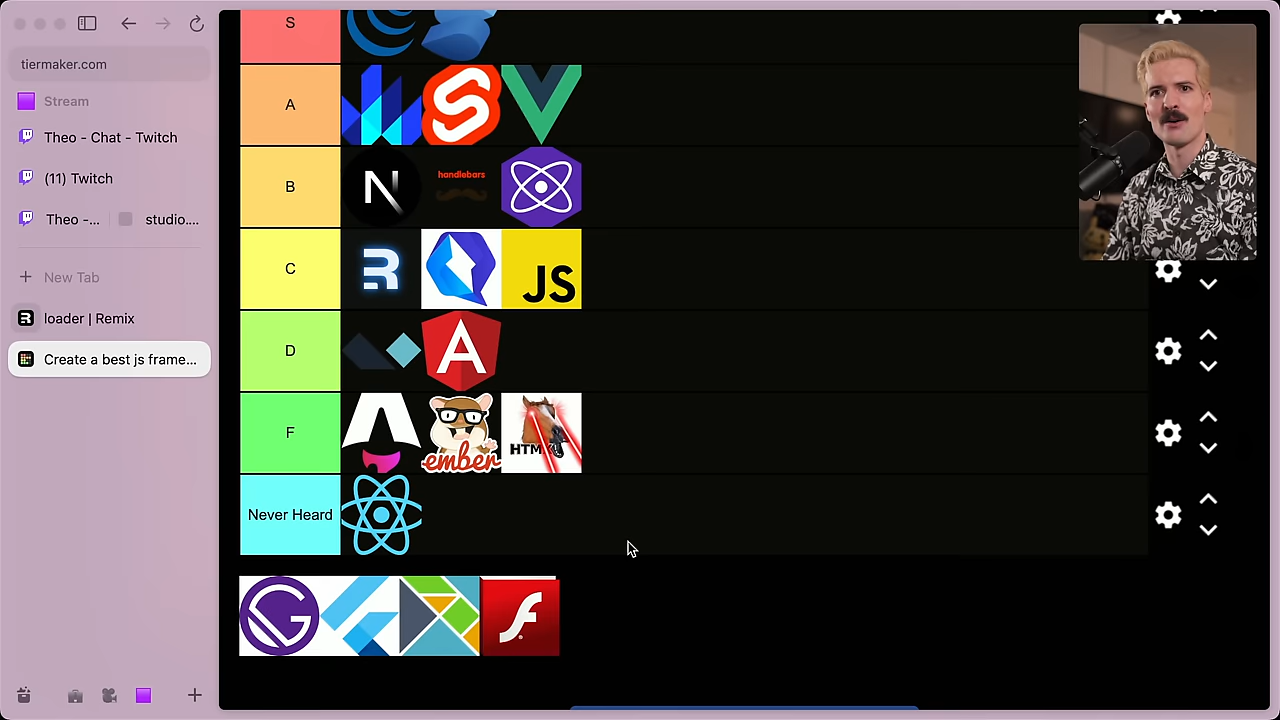 tiermaker.com
Stream
Theo - Chat - Twitch
(11) Twitch
Theo -... studio....
New Tab
loader | Remix
Create a best js frame...
S
A
B
N
handlebars
C
R
JS
D
A
F
ember
HTM
Never Heard
G
f